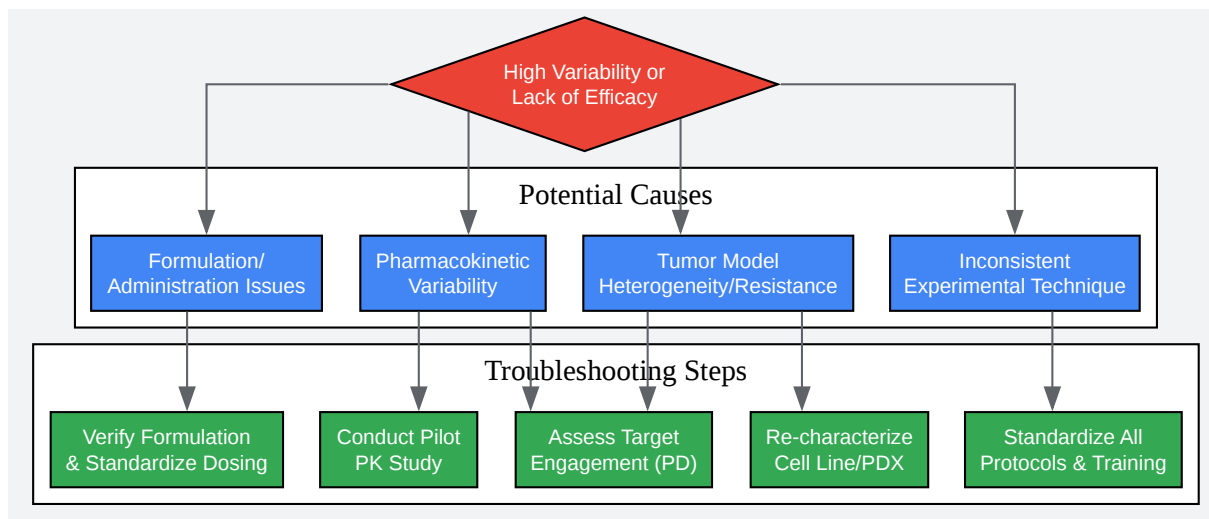 High Variability or
Lack of Efficacy
Potential Causes
Formulation/
Administration Issues
Pharmacokinetic
Variability
Tumor Model
Heterogeneity/Resistance
Inconsistent
Experimental Technique
Troubleshooting Steps
Verify Formulation
& Standardize Dosing
Conduct Pilot
PK Study
Assess Target
Engagement (PD)
Re-characterize
Cell Line/PDX
Standardize All
Protocols & Training